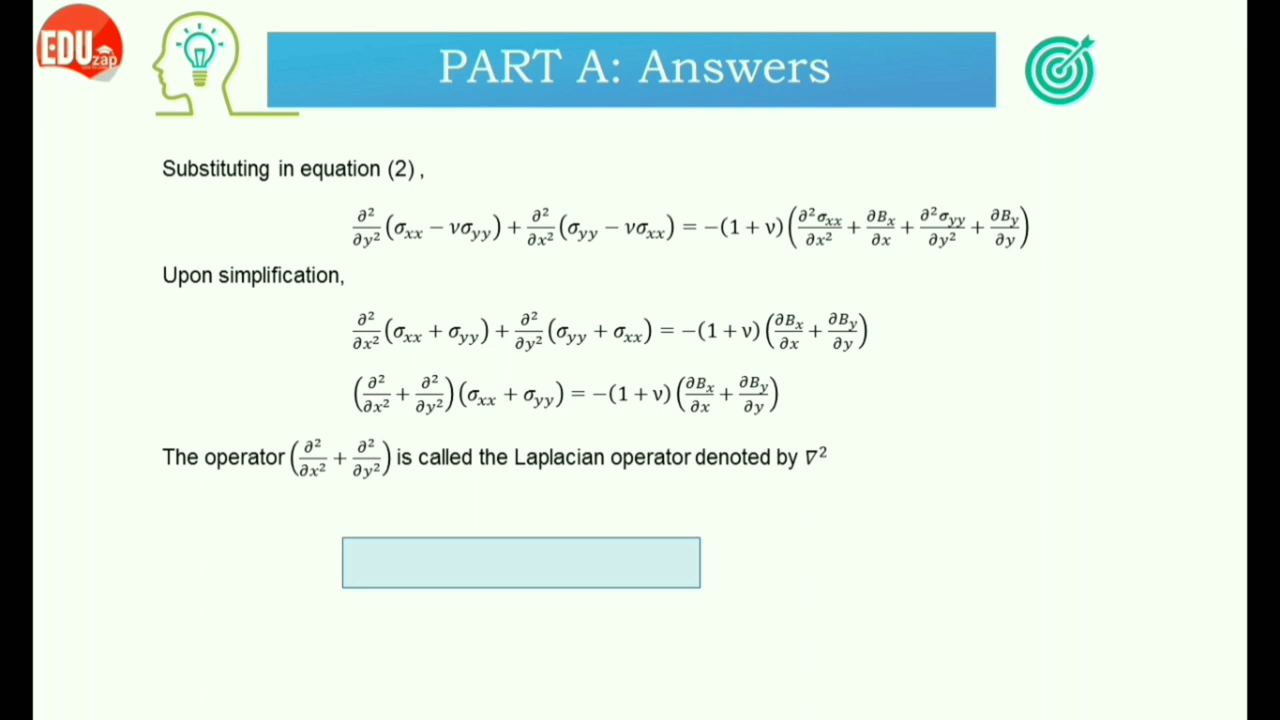 EDUzap
PART A: Answers
Substituting in equation (2) ,
∂²/∂y² (σxx − νσyy) + ∂²/∂x² (σyy − νσxx) = −(1 + ν)(∂²σxx/∂x² + ∂Bx/∂x + ∂²σyy/∂y² + ∂By/∂y)
Upon simplification,
∂²/∂x² (σxx + σyy) + ∂²/∂y² (σyy + σxx) = −(1 + ν)(∂Bx/∂x + ∂By/∂y)
(∂²/∂x² + ∂²/∂y²)(σxx + σyy) = −(1 + ν)(∂Bx/∂x + ∂By/∂y)
The operator (∂²/∂x² + ∂²/∂y²) is called the Laplacian operator denoted by ∇²